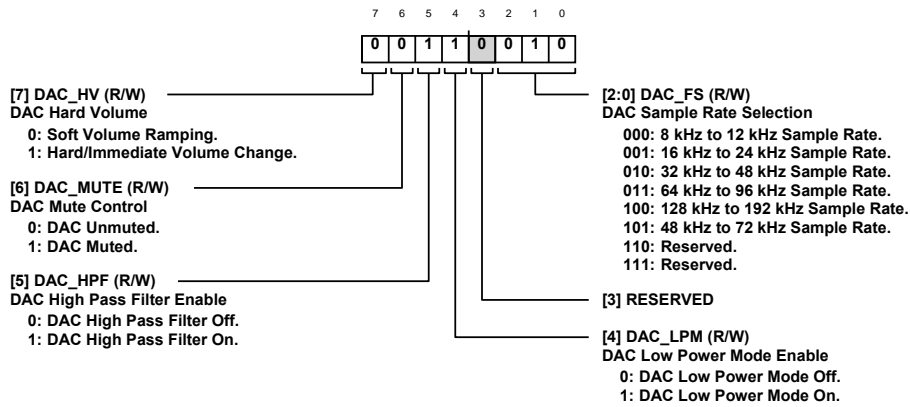 7 6 5 4 3 2 1 0
0 0 1 1 0 0 1 0
[7] DAC_HV (R/W)
DAC Hard Volume
0: Soft Volume Ramping.
1: Hard/Immediate Volume Change.
[6] DAC_MUTE (R/W)
DAC Mute Control
0: DAC Unmuted.
1: DAC Muted.
[5] DAC_HPF (R/W)
DAC High Pass Filter Enable
0: DAC High Pass Filter Off.
1: DAC High Pass Filter On.
[2:0] DAC_FS (R/W)
DAC Sample Rate Selection
000: 8 kHz to 12 kHz Sample Rate.
001: 16 kHz to 24 kHz Sample Rate.
010: 32 kHz to 48 kHz Sample Rate.
011: 64 kHz to 96 kHz Sample Rate.
100: 128 kHz to 192 kHz Sample Rate.
101: 48 kHz to 72 kHz Sample Rate.
110: Reserved.
111: Reserved.
[3] RESERVED
[4] DAC_LPM (R/W)
DAC Low Power Mode Enable
0: DAC Low Power Mode Off.
1: DAC Low Power Mode On.